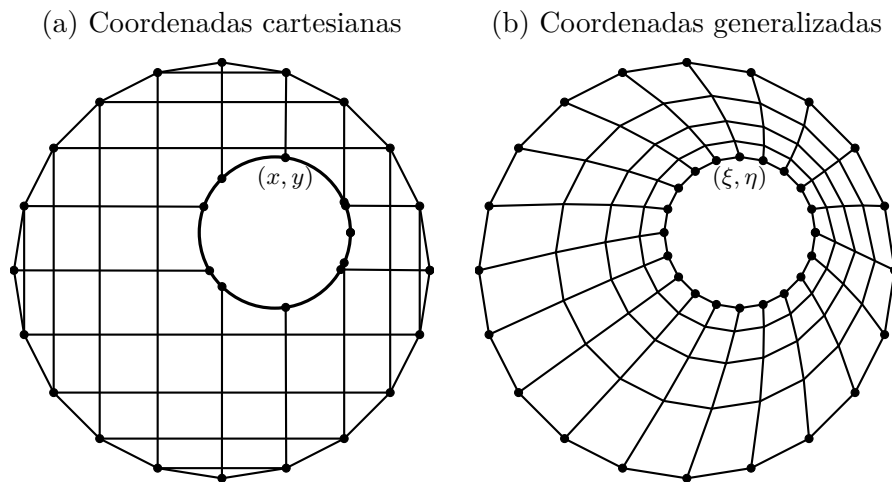 (a) Coordenadas cartesianas
(b) Coordenadas generalizadas
(x, y)
(ξ, η)